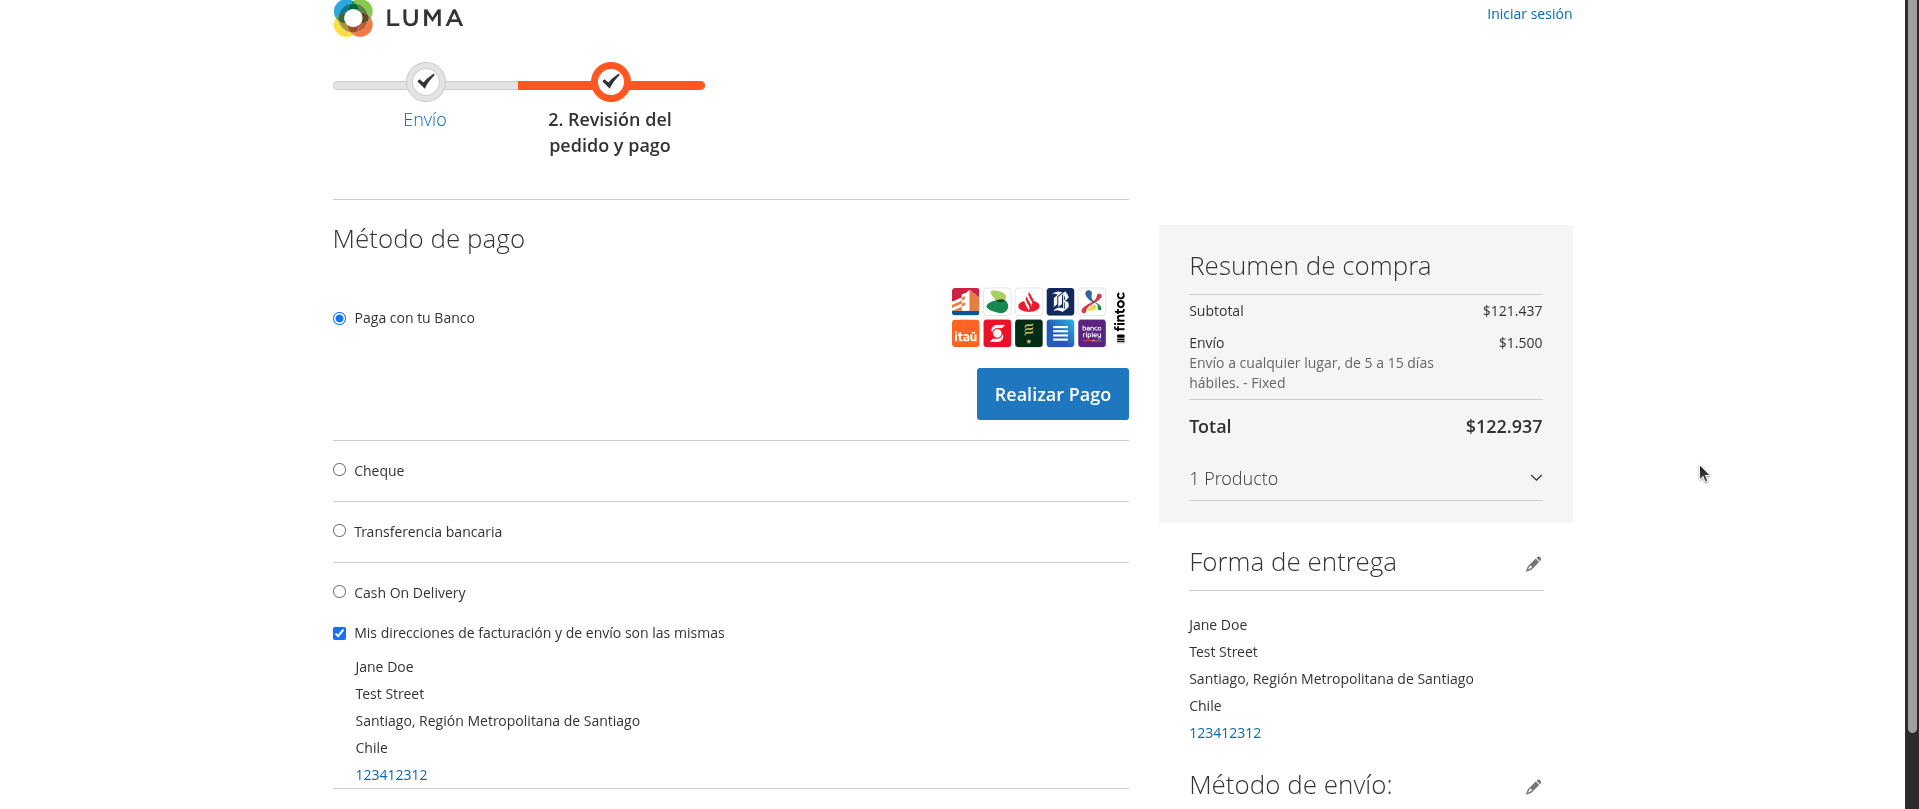 LUMA
Iniciar sesión
Envío
2. Revisión del
pedido y pago
Método de pago
Paga con tu Banco
itaú
banco
ripley
fintoc
Realizar Pago
Cheque
Transferencia bancaria
Cash On Delivery
Mis direcciones de facturación y de envío son las mismas
Jane Doe
Test Street
Santiago, Región Metropolitana de Santiago
Chile
123412312
Resumen de compra
Subtotal $121.437
Envío $1.500
Envío a cualquier lugar, de 5 a 15 días
hábiles. - Fixed
Total $122.937
1 Producto
Forma de entrega
Jane Doe
Test Street
Santiago, Región Metropolitana de Santiago
Chile
123412312
Método de envío: